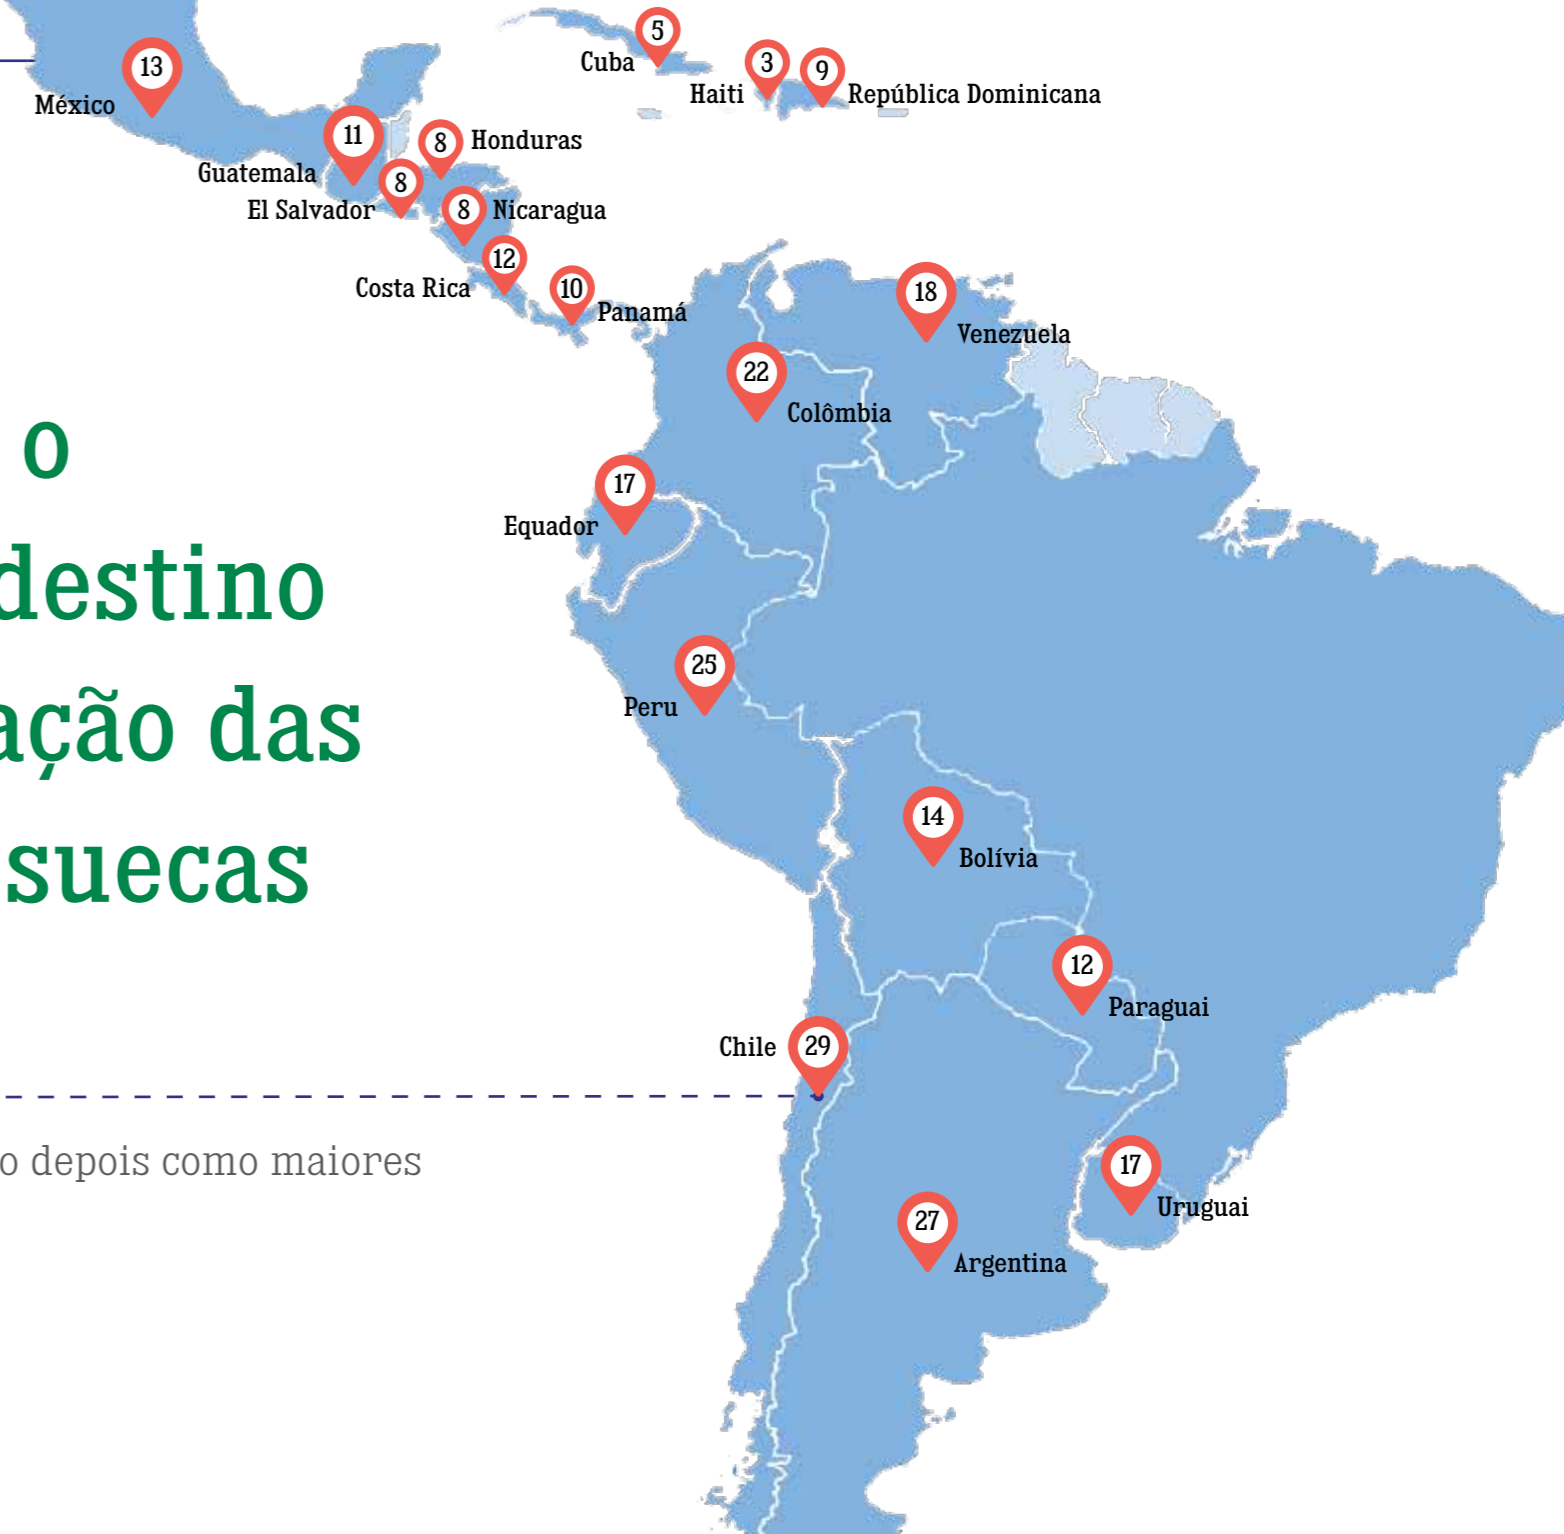 5
Cuba
3
Haiti
9
República Dominicana
13
México
11
Guatemala
8
Honduras
8
El Salvador
8
Nicaragua
12
Costa Rica
10
Panamá
18
Venezuela
22
Colômbia
o
17
Equador
destino
25
Peru
ação das
14
Bolívia
suecas
12
Paraguai
Chile
29
o depois como maiores
17
Uruguai
27
Argentina